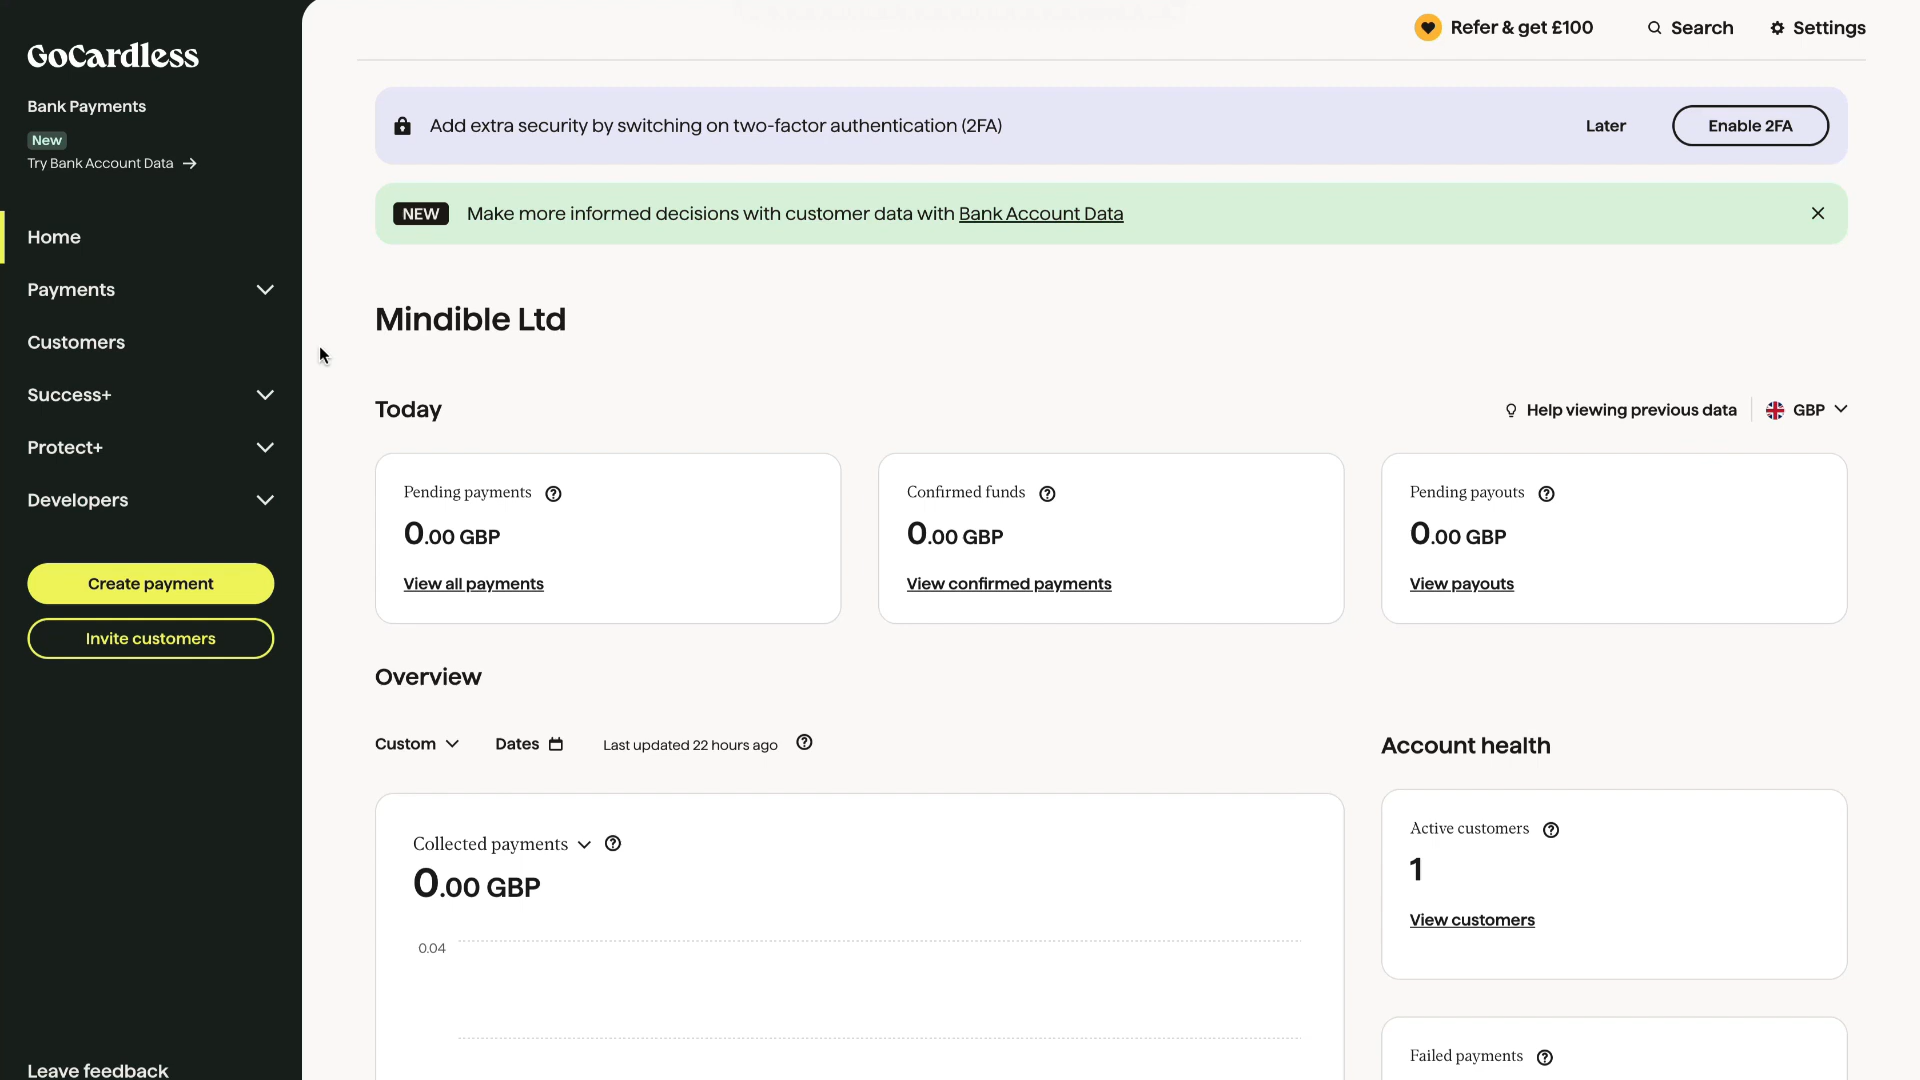 GoCardless
Bank Payments
New
Try Bank Account Data
Home
Payments
Customers
Success+
Protect+
Developers
Create payment
Invite customers
Leave feedback
Refer & get £100
Search
Settings
Add extra security by switching on two-factor authentication (2FA)
Later
Enable 2FA
NEW
Make more informed decisions with customer data with Bank Account Data
Mindible Ltd
Today
Help viewing previous data
GBP
Pending payments
0.00 GBP
View all payments
Confirmed funds
0.00 GBP
View confirmed payments
Pending payouts
0.00 GBP
View payouts
Overview
Custom
Dates
Last updated 22 hours ago
Collected payments
0.00 GBP
0.04
Account health
Active customers
1
View customers
Failed payments